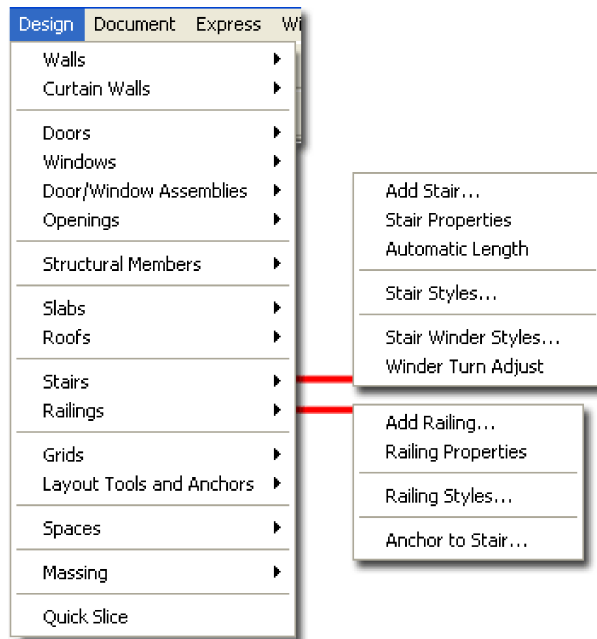 Design Document Express Wi
Walls
Curtain Walls
Doors
Windows
Door/Window Assemblies
Openings
Structural Members
Slabs
Roofs
Stairs
Railings
Grids
Layout Tools and Anchors
Spaces
Massing
Quick Slice
Add Stair...
Stair Properties
Automatic Length
Stair Styles...
Stair Winder Styles...
Winder Turn Adjust
Add Railing...
Railing Properties
Railing Styles...
Anchor to Stair...